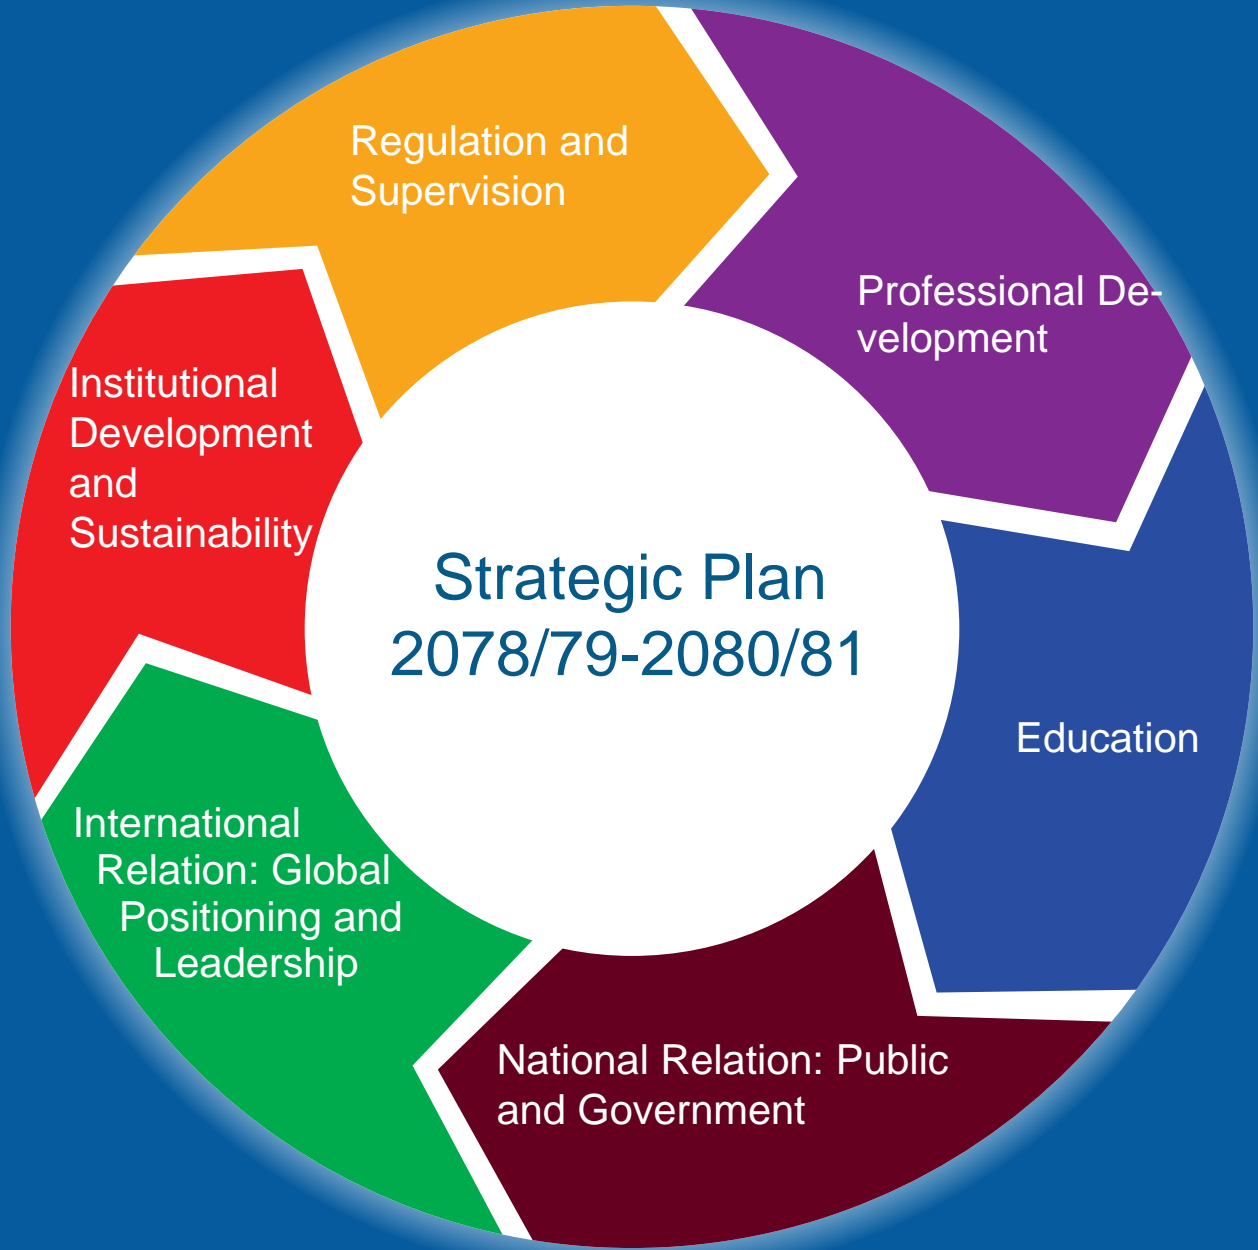 Regulation and
Supervision
Professional De-
velopment
Institutional
Development
and
Sustainability
Strategic Plan
2078/79-2080/81
Education
International
Relation: Global
Positioning and
Leadership
National Relation: Public
and Government